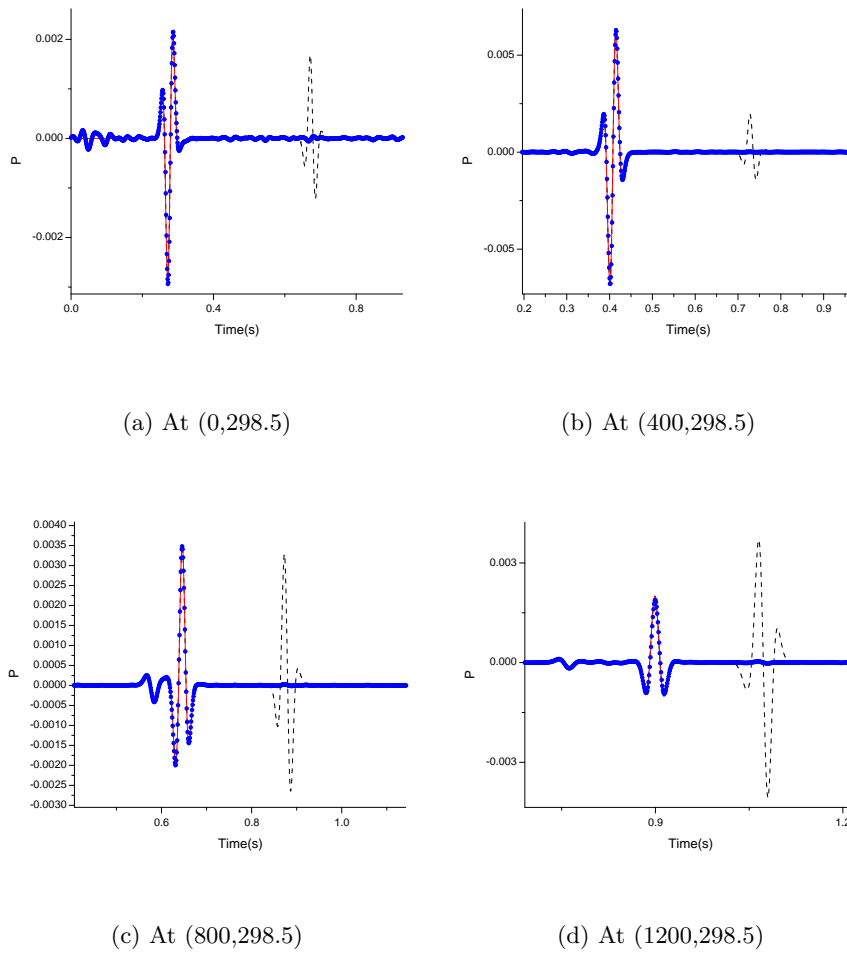 0.002
0.000
-0.002
P
0.0 0.4 0.8
Time(s)
(a) At (0,298.5)
0.005
0.000
-0.005
P
0.2 0.3 0.4 0.5 0.6 0.7 0.8 0.9
Time(s)
(b) At (400,298.5)
0.0040
0.0035
0.0030
0.0025
0.0020
0.0015
0.0010
0.0005
0.0000
-0.0005
-0.0010
-0.0015
-0.0020
-0.0025
-0.0030
P
0.6 0.8 1.0
Time(s)
(c) At (800,298.5)
0.003
0.000
-0.003
P
0.9 1.2
Time(s)
(d) At (1200,298.5)